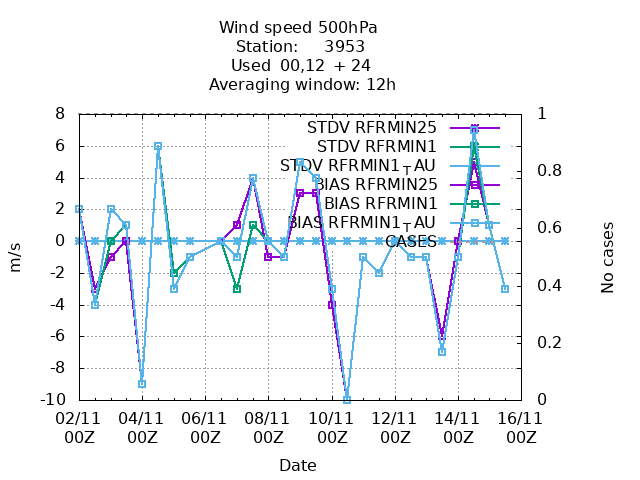 Wind speed 500hPa
Station: 3953
Used 00,12 + 24
Averaging window: 12h
8 1
STDV RFRMIN25
6 STDV RFRMIN1
STDV RFRMIN1_TAU 0.8
4 BIAS RFRMIN25
2 BIAS RFRMIN1
BIAS RFRMIN1_TAU 0.6
0 CASES
m/s No cases
-2
-4 0.4
-6 0.2
-8
-10 0
02/11 04/11 06/11 08/11 10/11 12/11 14/11 16/11
00Z 00Z 00Z 00Z 00Z 00Z 00Z 00Z
Date